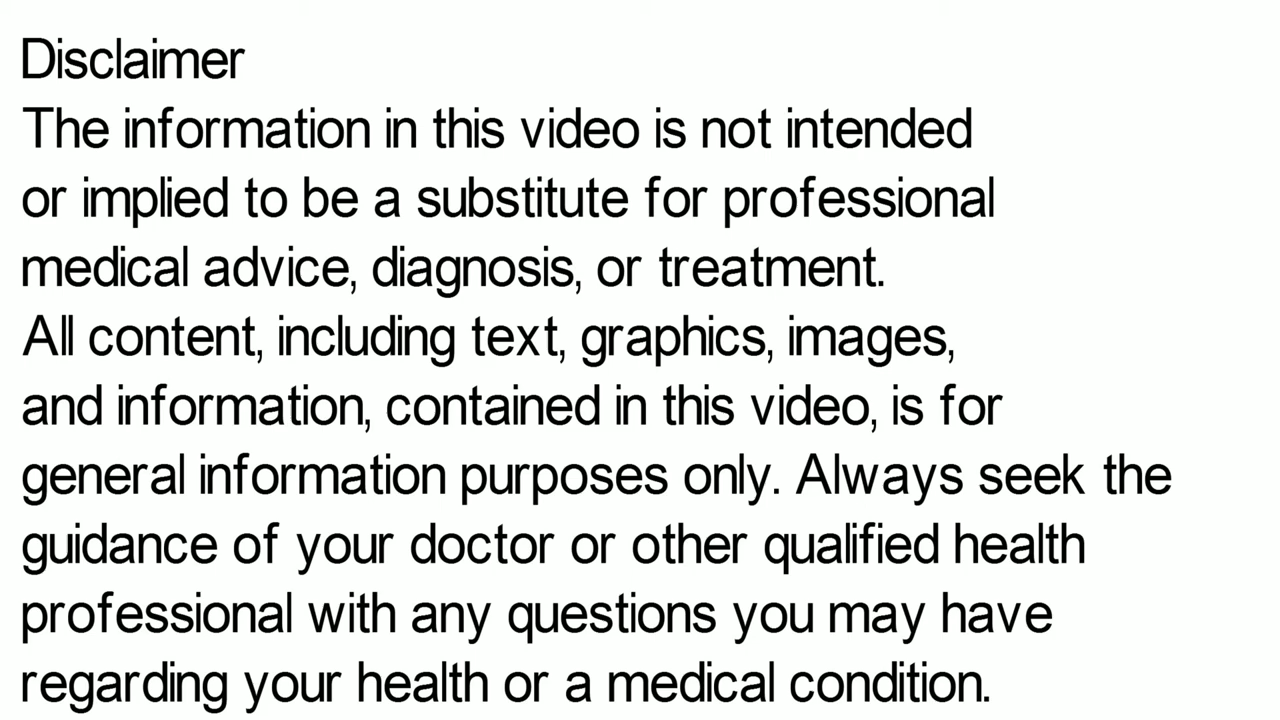 Disclaimer
The information in this video is not intended
or implied to be a substitute for professional
medical advice, diagnosis, or treatment.
All content, including text, graphics, images,
and information, contained in this video, is for
general information purposes only. Always seek the
guidance of your doctor or other qualified health
professional with any questions you may have
regarding your health or a medical condition.